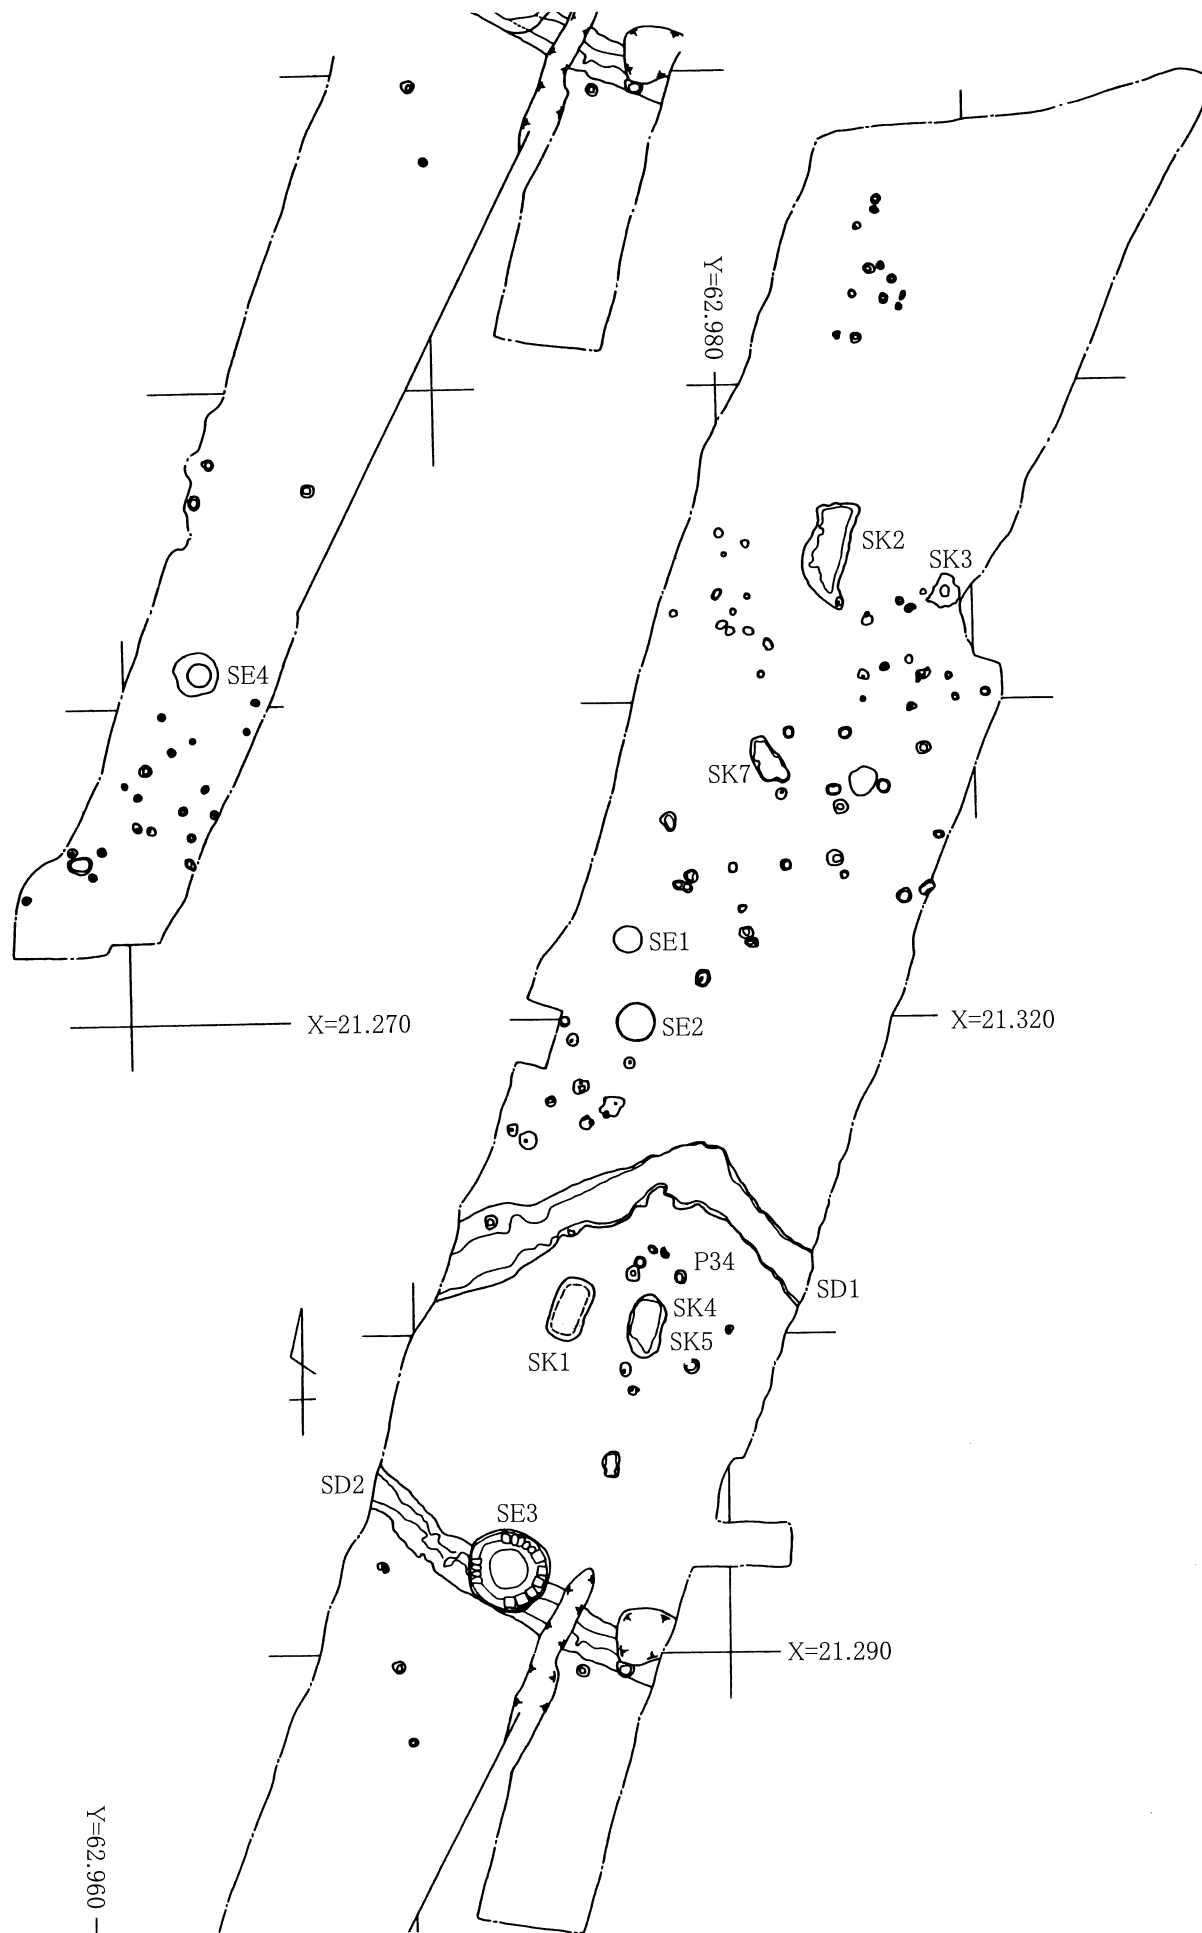 Y=62.980
SK2
SK3
SE4
SK7
SE1
X=21.270
SE2
X=21.320
P34
SD1
SK4
SK5
SK1
SD2
SE3
X=21.290
Y=62.960